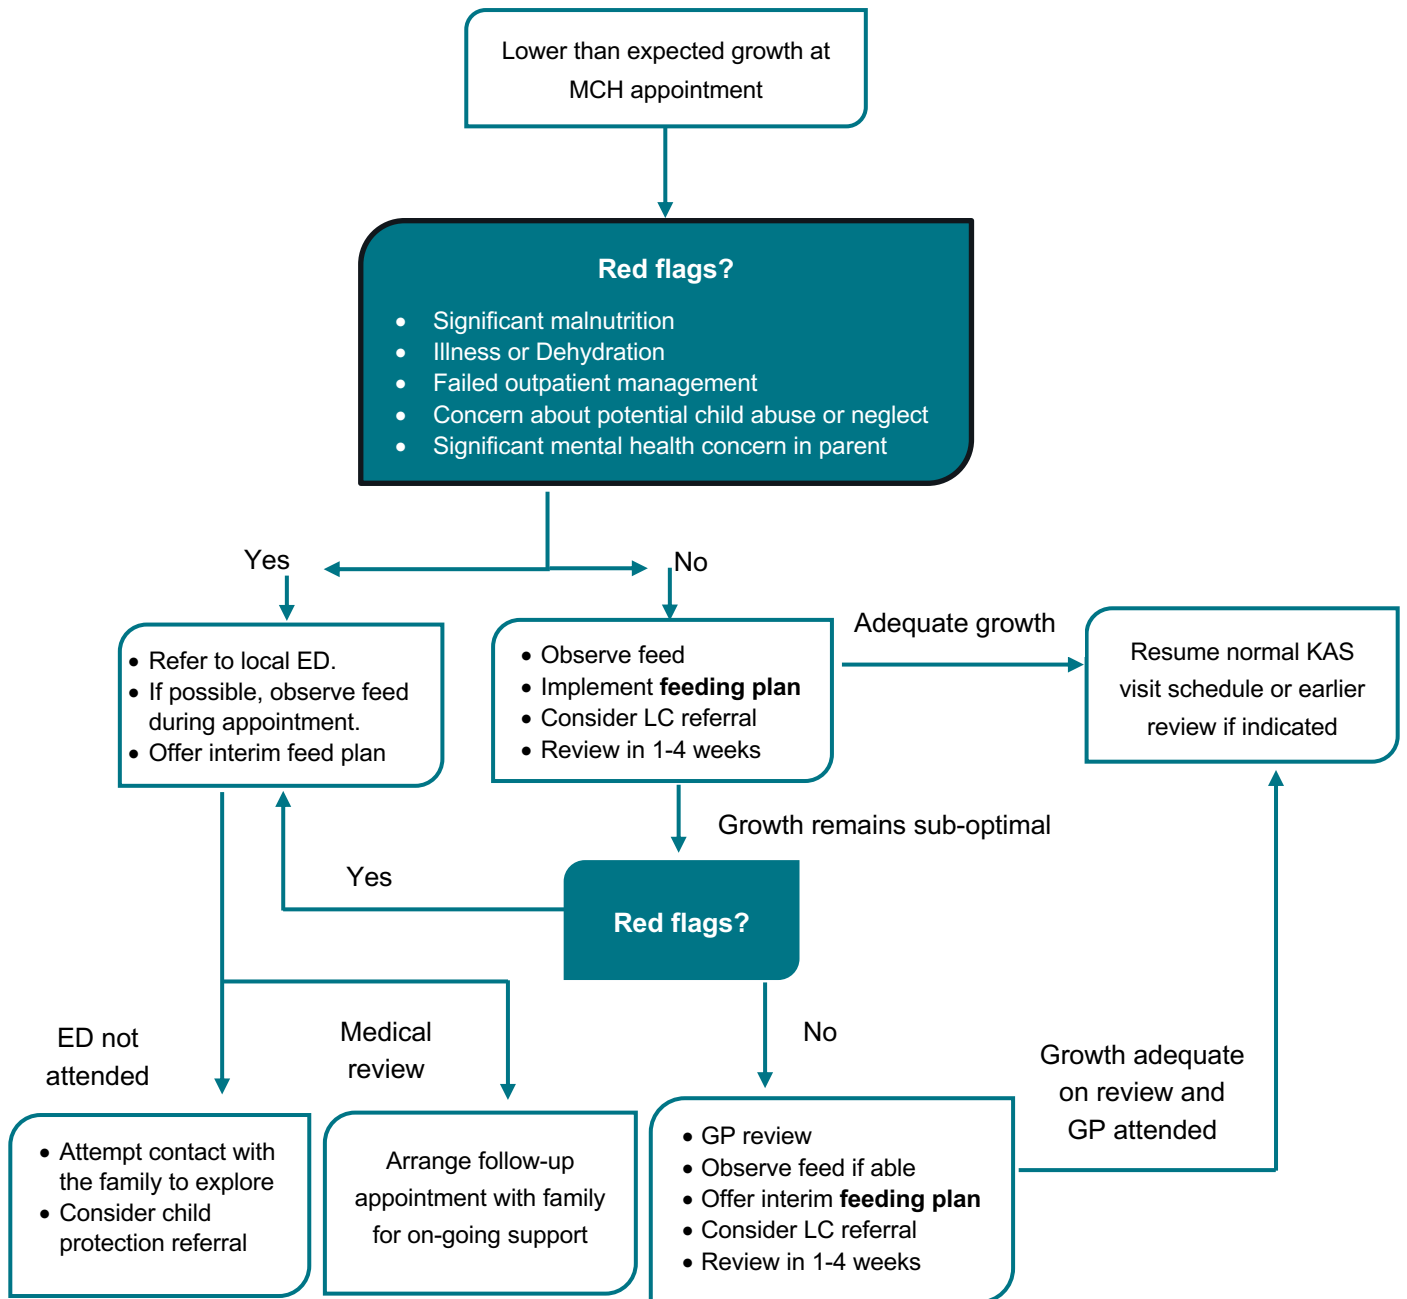 Lower than expected growth at
MCH appointment
Red flags?
• Significant malnutrition
• Illness or Dehydration
• Failed outpatient management
• Concern about potential child abuse or neglect
• Significant mental health concern in parent
Yes
No
• Refer to local ED.
• If possible, observe feed
during appointment.
• Offer interim feed plan
• Observe feed
• Implement feeding plan
• Consider LC referral
• Review in 1-4 weeks
Adequate growth
Resume normal KAS
visit schedule or earlier
review if indicated
Growth remains sub-optimal
Yes
Red flags?
No
ED not
attended
Medical
review
Growth adequate
on review and
GP attended
• Attempt contact with
the family to explore
• Consider child
protection referral
Arrange follow-up
appointment with family
for on-going support
• GP review
• Observe feed if able
• Offer interim feeding plan
• Consider LC referral
• Review in 1-4 weeks